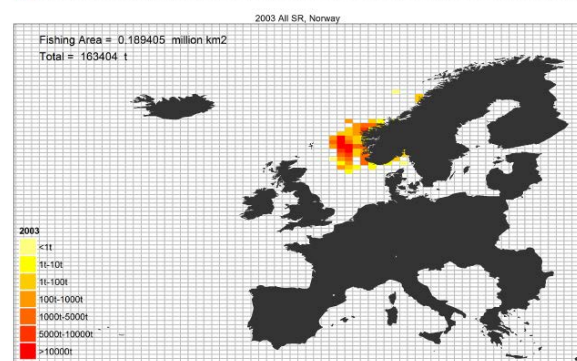 2003 All SR, Norway
Fishing Area = 0.189405 million km2
Total = 163404 t
2003
<1t
1t-10t
1t-100t
100t-1000t
1000t-5000t
5000t-10000t
>10000t